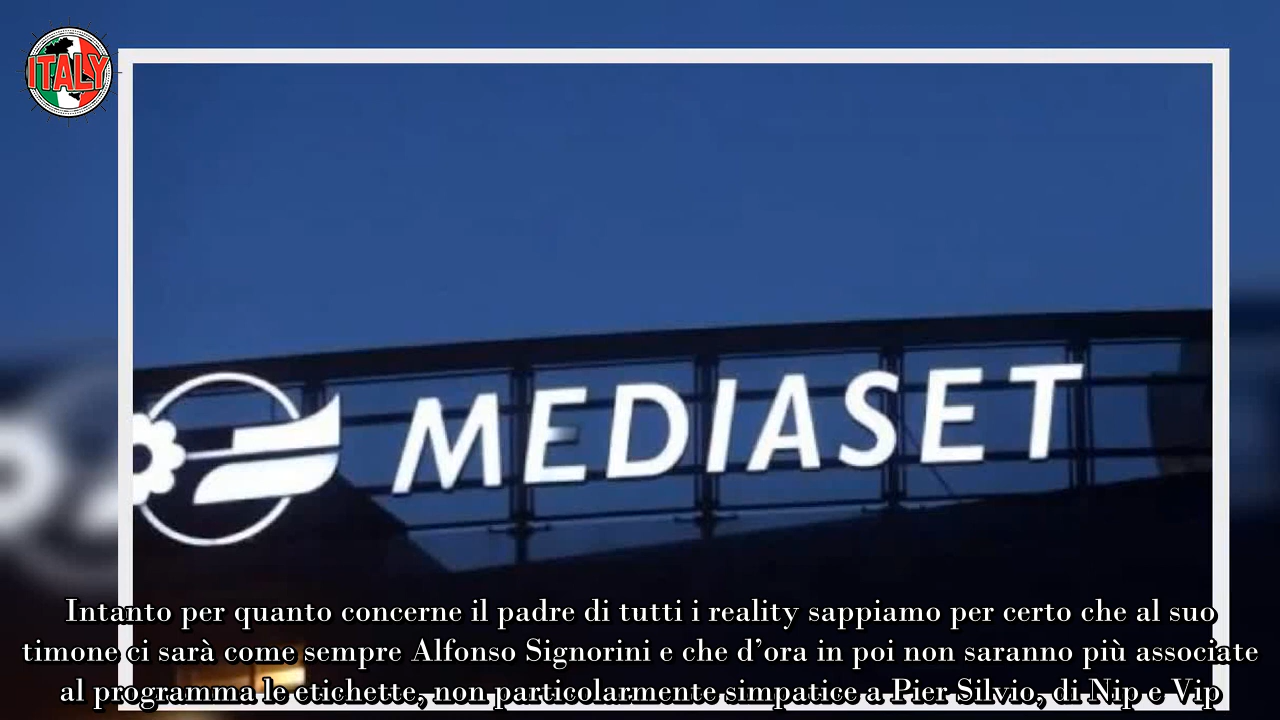 ITALY
MEDIASET
Intanto per quanto concerne il padre di tutti i reality sappiamo per certo che al suo
timone ci sarà come sempre Alfonso Signorini e che d’ora in poi non saranno più associate
al programma le etichette, non particolarmente simpatice a Pier Silvio, di Nip e Vip